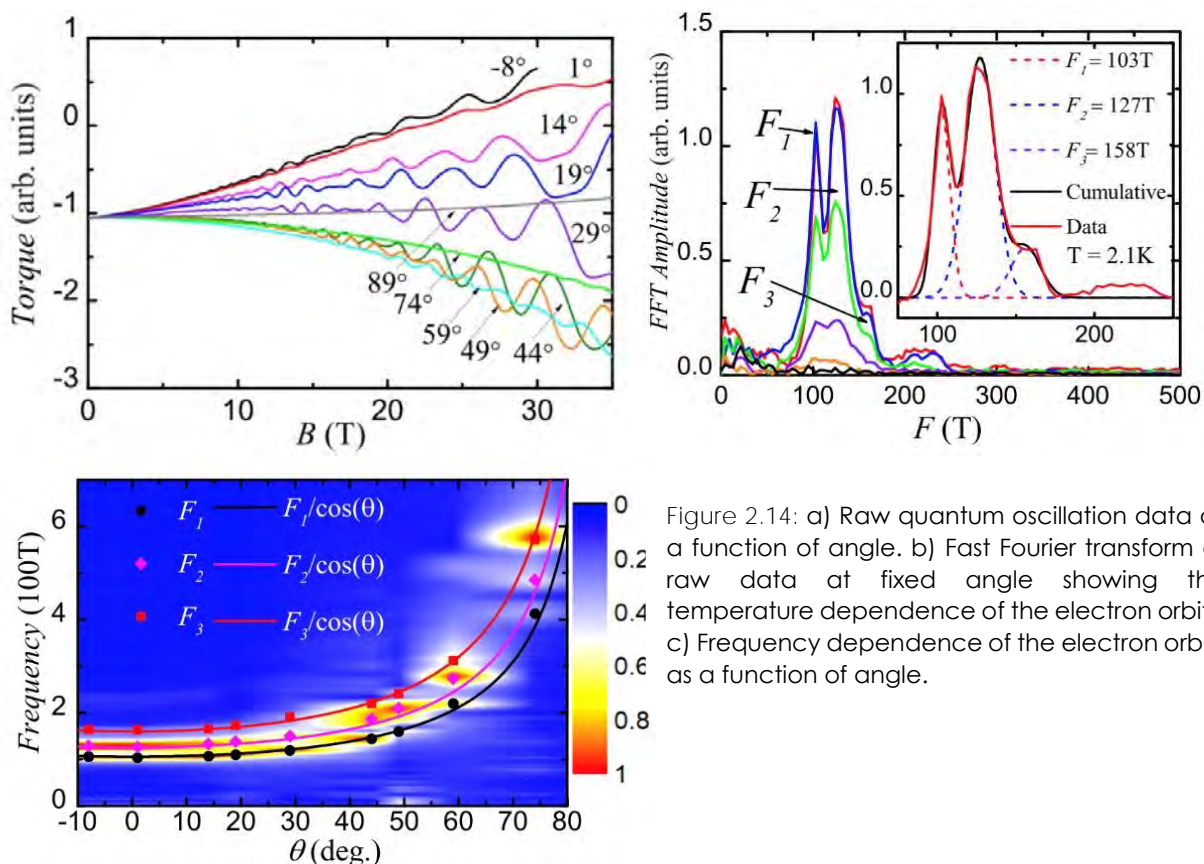 1
0
-1
-2
-3
Torque (arb. units)
-8°
1°
14°
19°
29°
89°
74°
59°
49°
44°
0
10
20
30
B (T)
1.5
1.0
0.5
0.0
FFT Amplitude (arb. units)
F1
F2
F3
1.0
0.5
0.0
F1= 103T
F2= 127T
F3= 158T
Cumulative
Data
T = 2.1K
100
200
0
100
200
300
400
500
F (T)
Frequency (100T)
6
4
2
0
F1 F1/cos(θ)
F2 F2/cos(θ)
F3 F3/cos(θ)
-10 0 10 20 30 40 50 60 70 80
θ (deg.)
0
0.2
0.4
0.6
0.8
1
Figure 2.14: a) Raw quantum oscillation data
a function of angle. b) Fast Fourier transform
raw data at fixed angle showing th
temperature dependence of the electron orbit
c) Frequency dependence of the electron orb
as a function of angle.